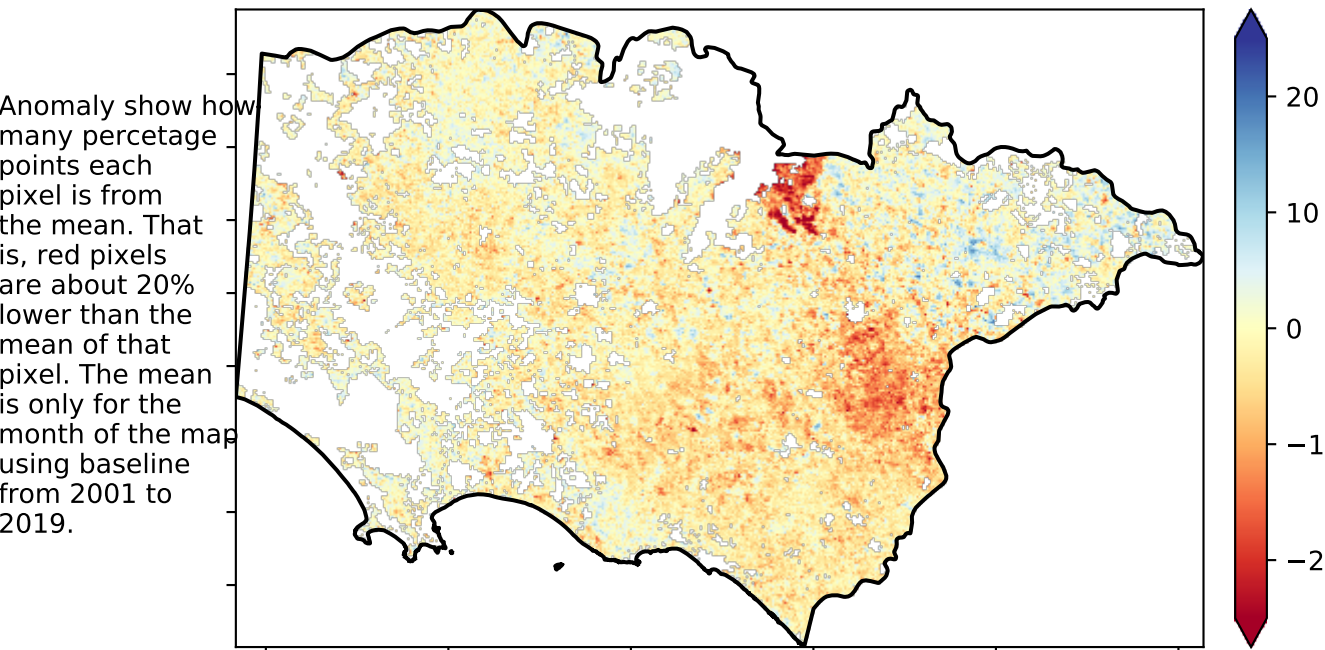 Anomaly show how
many percetage
points each
pixel is from
the mean. That
is, red pixels
are about 20%
lower than the
mean of that
pixel. The mean
is only for the
month of the map
using baseline
from 2001 to
2019.
20
10
0
−1
−2